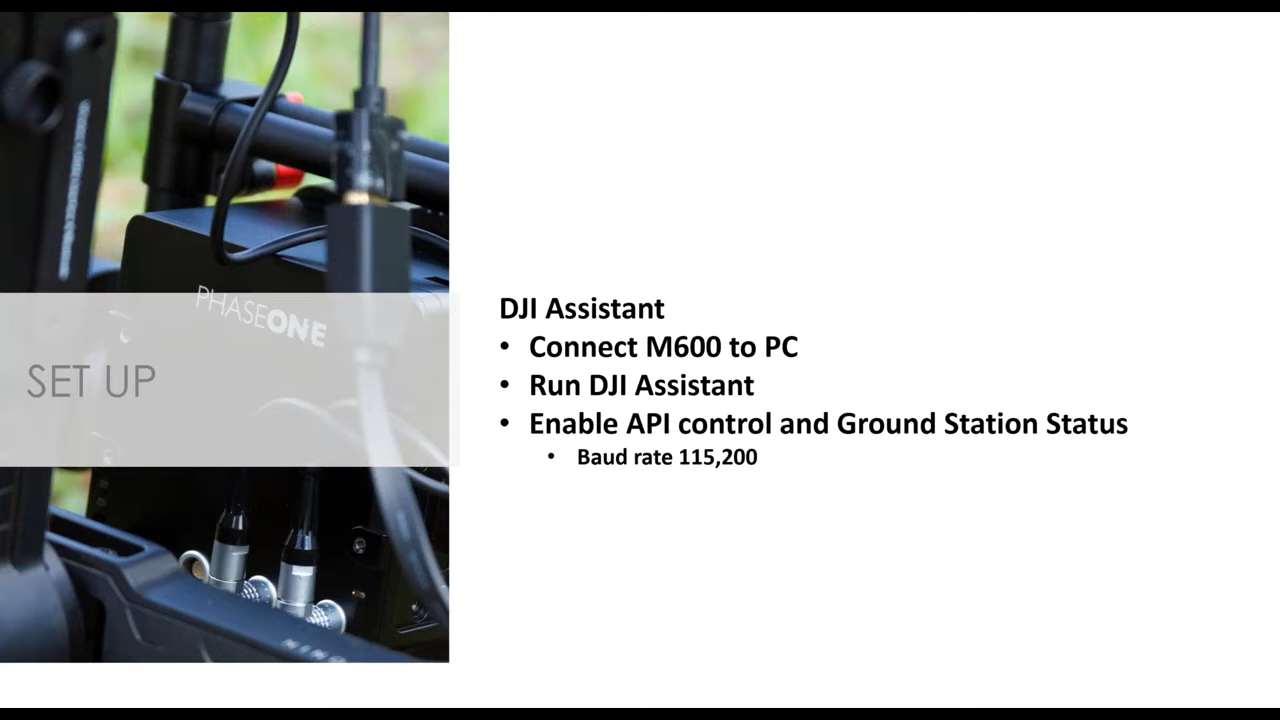 PHASEONE
SET UP
DJI Assistant
• Connect M600 to PC
• Run DJI Assistant
• Enable API control and Ground Station Status
• Baud rate 115,200